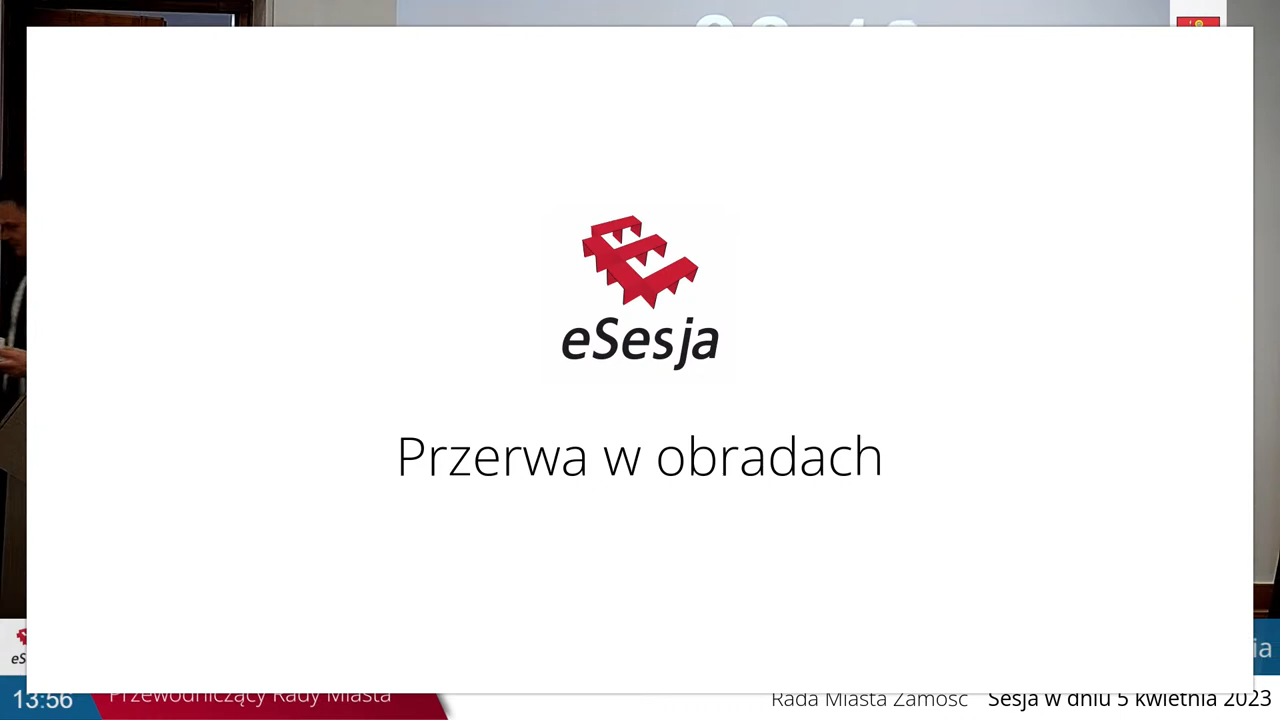 eSesja
Przerwa w obradach
13:56
Przewodniczący Rady Miasta
Rada Miasta Zamość
Sesja w dniu 5 kwietnia 2023